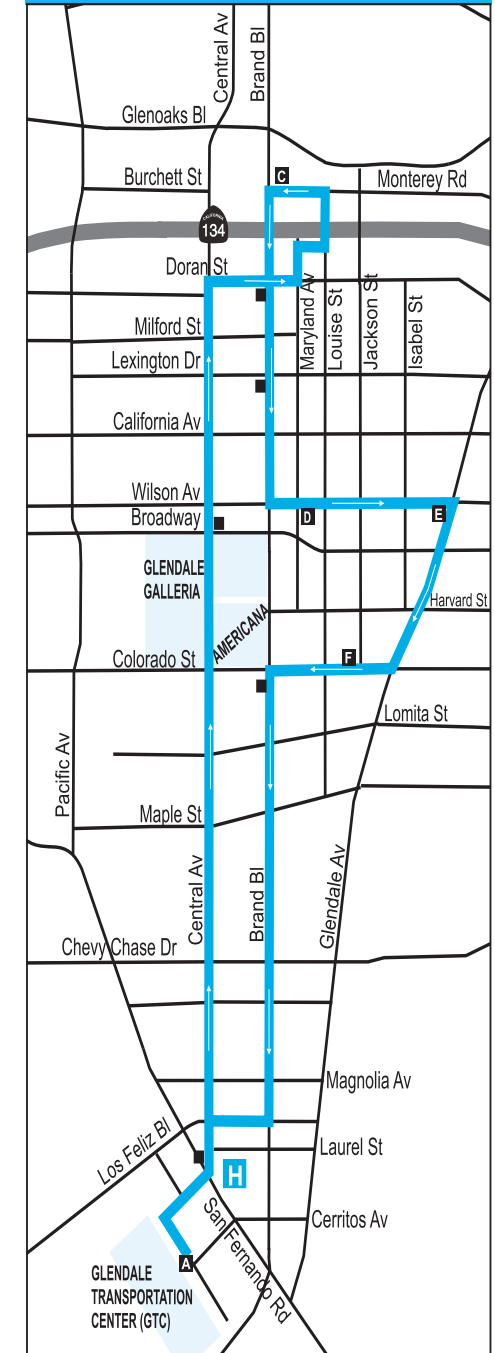 Central Av
Brand Bl
Glenoaks Bl
C
Burchett St
Monterey Rd
CALIFORNIA
134
Doran St
Maryland Av
Louise St
Jackson St
Isabel St
Milford St
Lexington Dr
California Av
Wilson Av
D
E
Broadway
GLENDALE
GALLERIA
AMERICANA
Harvard St
Colorado St
F
Lomita St
Pacific Av
Maple St
Central Av
Brand Bl
Glendale Av
Chevy Chase Dr
Magnolia Av
Los Feliz Bl
Laurel St
H
San Fernando Rd
Cerritos Av
A
GLENDALE
TRANSPORTATION
CENTER (GTC)